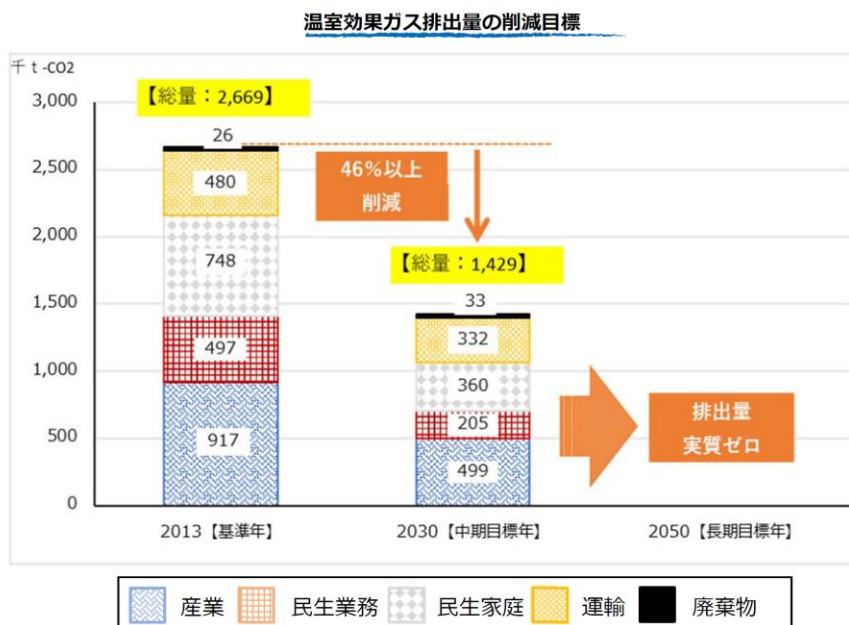 温室効果ガス排出量の削減目標
千ｔ-CO2
3,000
2,500
2,000
1,500
1,000
500
0
【総量：2,669】
26
480
748
497
917
46%以上
削減
【総量：1,429】
33
332
360
205
499
排出量
実質ゼロ
2013【基準年】
2030【中期目標年】
2050【長期目標年】
産業 民生業務 民生家庭 運輸 廃棄物